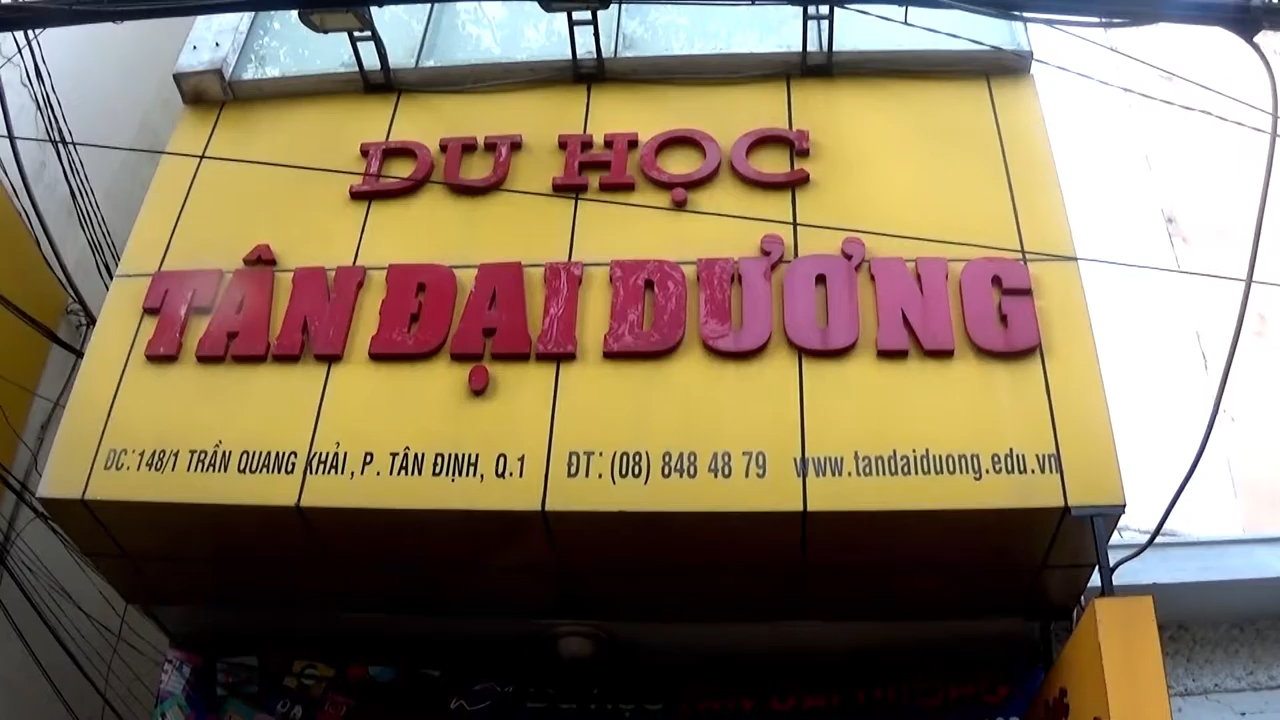 DU HỌC
TÂN ĐẠI DƯƠNG
ĐC: 148/1 TRẦN QUANG KHẢI, P. TÂN ĐỊNH, Q.1 ĐT: (08) 848 48 79 www.tandaiduong.edu.vn